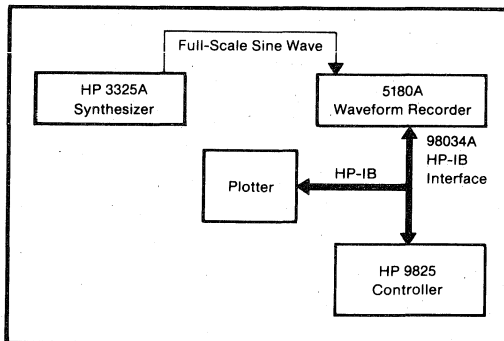 Full-Scale Sine Wave
HP 3325A
Synthesizer
5180A
Waveform Recorder
98034A
HP-IB
Interface
HP-IB
Plotter
HP 9825
Controller